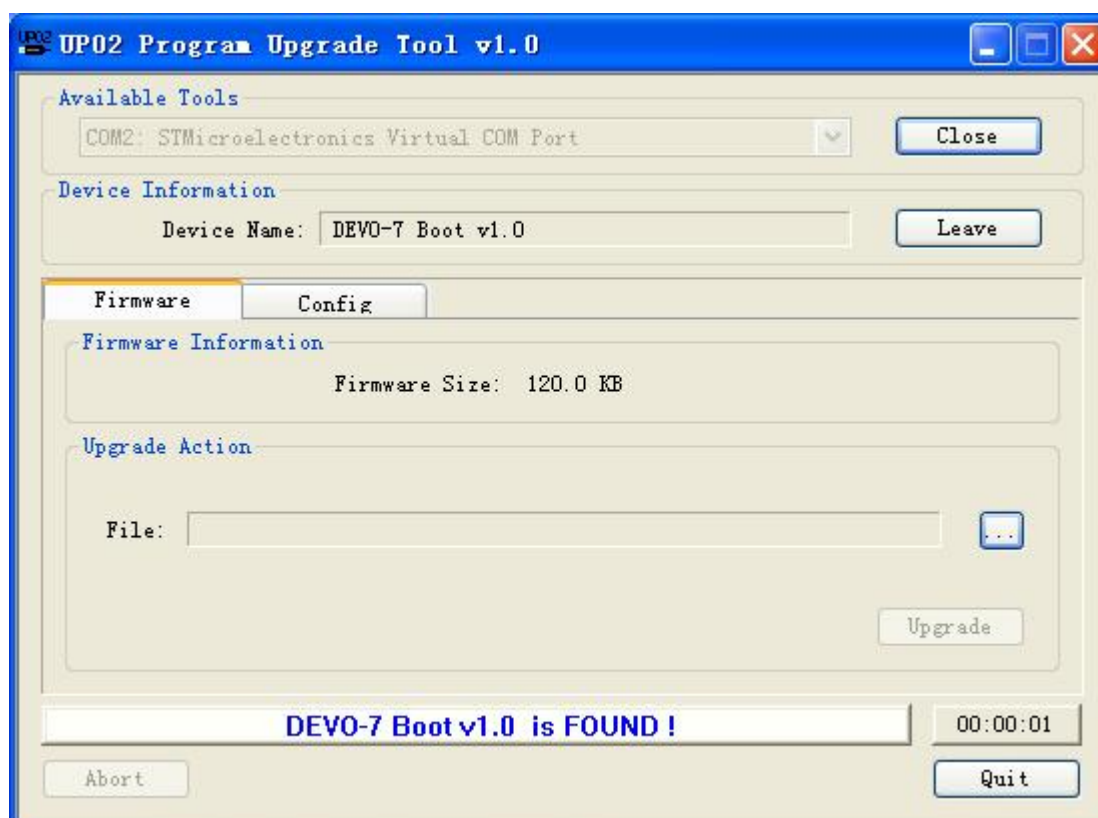 UP02 Program Upgrade Tool v1.0
Available Tools
COM2: STMicroelectronics Virtual COM Port
Close
Device Information
Device Name: DEVO-7 Boot v1.0
Leave
Firmware
Config
Firmware Information
Firmware Size: 120.0 KB
Upgrade Action
File:
...
Upgrade
DEVO-7 Boot v1.0 is FOUND !
00:00:01
Abort
Quit